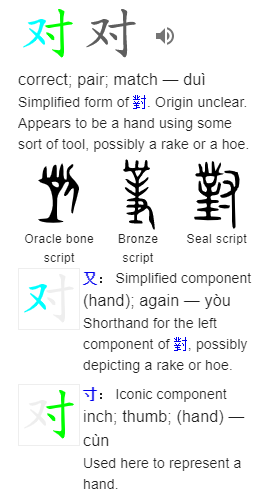 对 对
correct; pair; match — duì
Simplified form of 對. Origin unclear.
Appears to be a hand using some
sort of tool, possibly a rake or a hoe.
Oracle bone script
Bronze script
Seal script
又： Simplified component
(hand); again — yòu
Shorthand for the left
component of 對, possibly
depicting a rake or hoe.
对
寸： Iconic component
inch; thumb; (hand) —
cùn
Used here to represent a
hand.
对